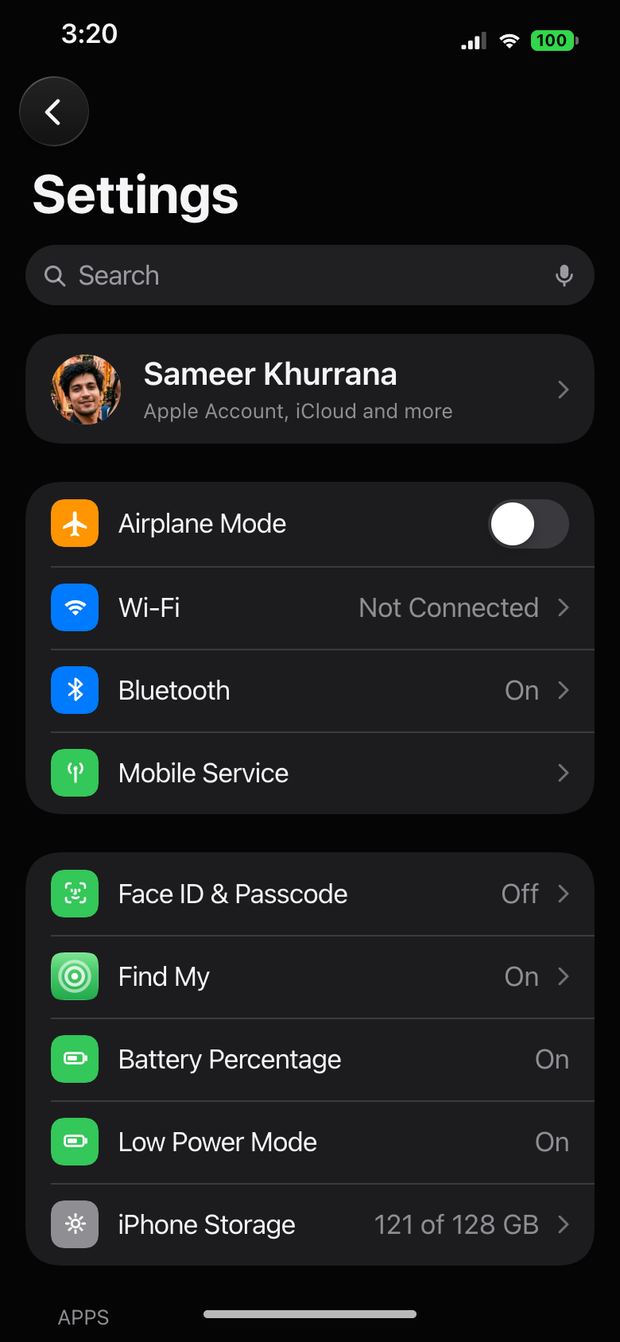 3:20
100
Settings
Search
Sameer Khurrana
Apple Account, iCloud and more
Airplane Mode
Wi-Fi Not Connected
Bluetooth On
Mobile Service
Face ID & Passcode Off
Find My On
Battery Percentage On
Low Power Mode On
iPhone Storage 121 of 128 GB
APPS